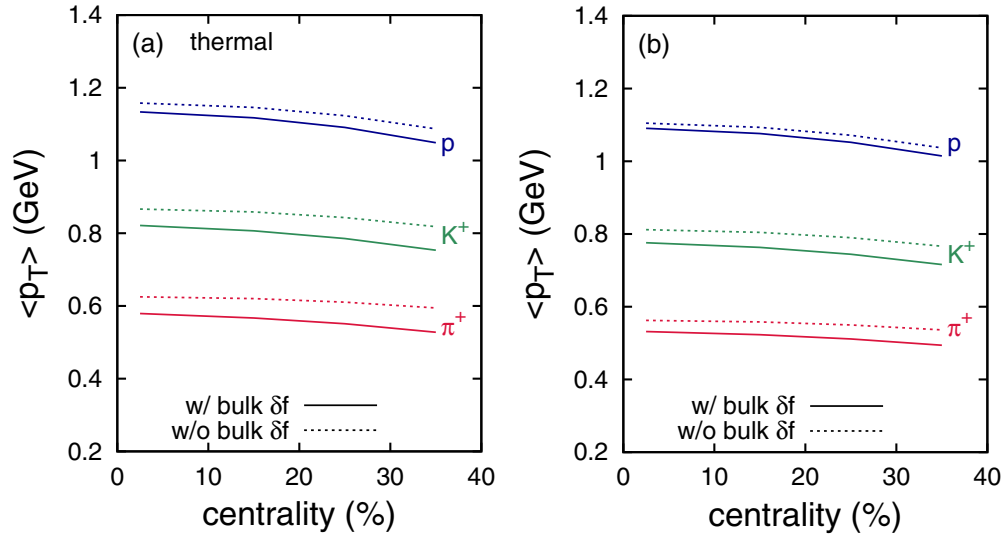 (a) thermal
<p_T> (GeV)
1.4
1.2
1
0.8
0.6
0.4
0.2
p
K⁺
π⁺
w/ bulk δf
w/o bulk δf
0 10 20 30 40
centrality (%)
(b)
<p_T> (GeV)
1.4
1.2
1
0.8
0.6
0.4
0.2
p
K⁺
π⁺
w/ bulk δf
w/o bulk δf
0 10 20 30 40
centrality (%)